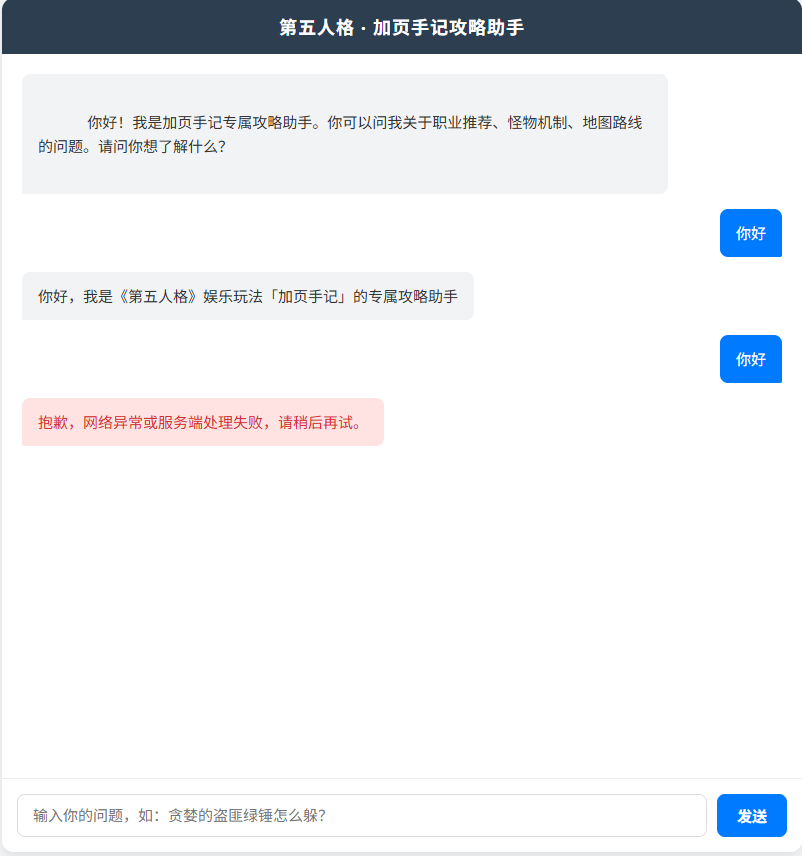 第五人格 · 加页手记攻略助手
你好！我是加页手记专属攻略助手。你可以问我关于职业推荐、怪物机制、地图路线
的问题。请问你想了解什么？
你好
你好，我是《第五人格》娱乐玩法「加页手记」的专属攻略助手
你好
抱歉，网络异常或服务端处理失败，请稍后再试。
输入你的问题，如：贪婪的盗匪绿锤怎么躲？
发送